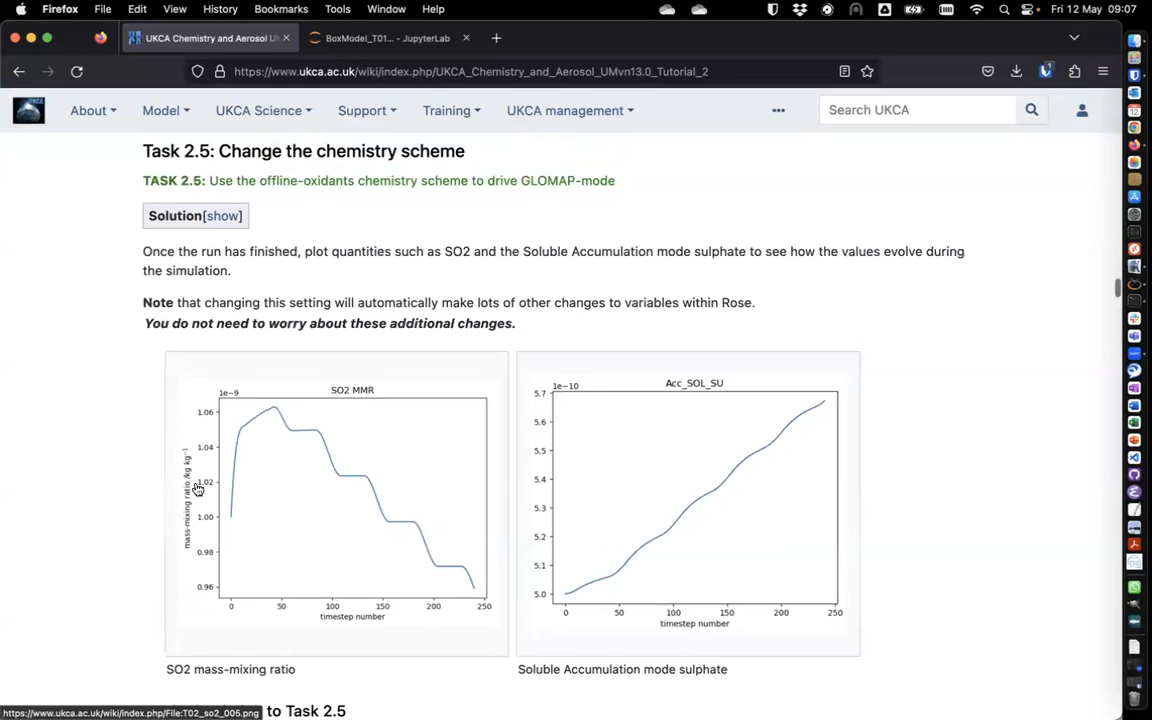 Firefox File Edit View History Bookmarks Tools Window Help Fri 12 May 09:07
UKCA Chemistry and Aerosol U BoxModel_T01... - JupyterLab
https://www.ukca.ac.uk/wiki/index.php/UKCA_Chemistry_and_Aerosol_UMvn13.0_Tutorial_2
About Model UKCA Science Support Training UKCA management Search UKCA
Task 2.5: Change the chemistry scheme
TASK 2.5: Use the offline-oxidants chemistry scheme to drive GLOMAP-mode
Solution[show]
Once the run has finished, plot quantities such as SO2 and the Soluble Accumulation mode sulphate to see how the values evolve during
the simulation.
Note that changing this setting will automatically make lots of other changes to variables within Rose.
You do not need to worry about these additional changes.
SO2 MMR
1e-9
1.06
1.04
1.02
1.00
0.98
0.96
mass-mixing ratio /kg kg⁻¹
0 50 100 150 200 250
timestep number
Acc_SOL_SU
1e-10
5.7
5.6
5.5
5.4
5.3
5.2
5.1
5.0
0 50 100 150 200 250
timestep number
SO2 mass-mixing ratio
Soluble Accumulation mode sulphate
https://www.ukca.ac.uk/wiki/index.php/File:T02_so2_005.png to Task 2.5